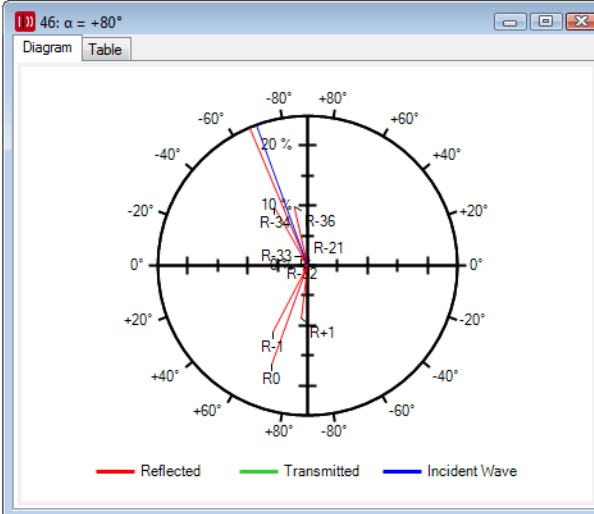 46: α = +80°
Diagram Table
-80° +80°
-60° +60°
20 %
-40° +40°
-20° 10 % +20°
R-34 R-36
R-21
R-33
0° 0°
R-32
+20° -20°
R-1 R+1
+40° R0 -40°
+60° -60°
+80° -80°
Reflected Transmitted Incident Wave